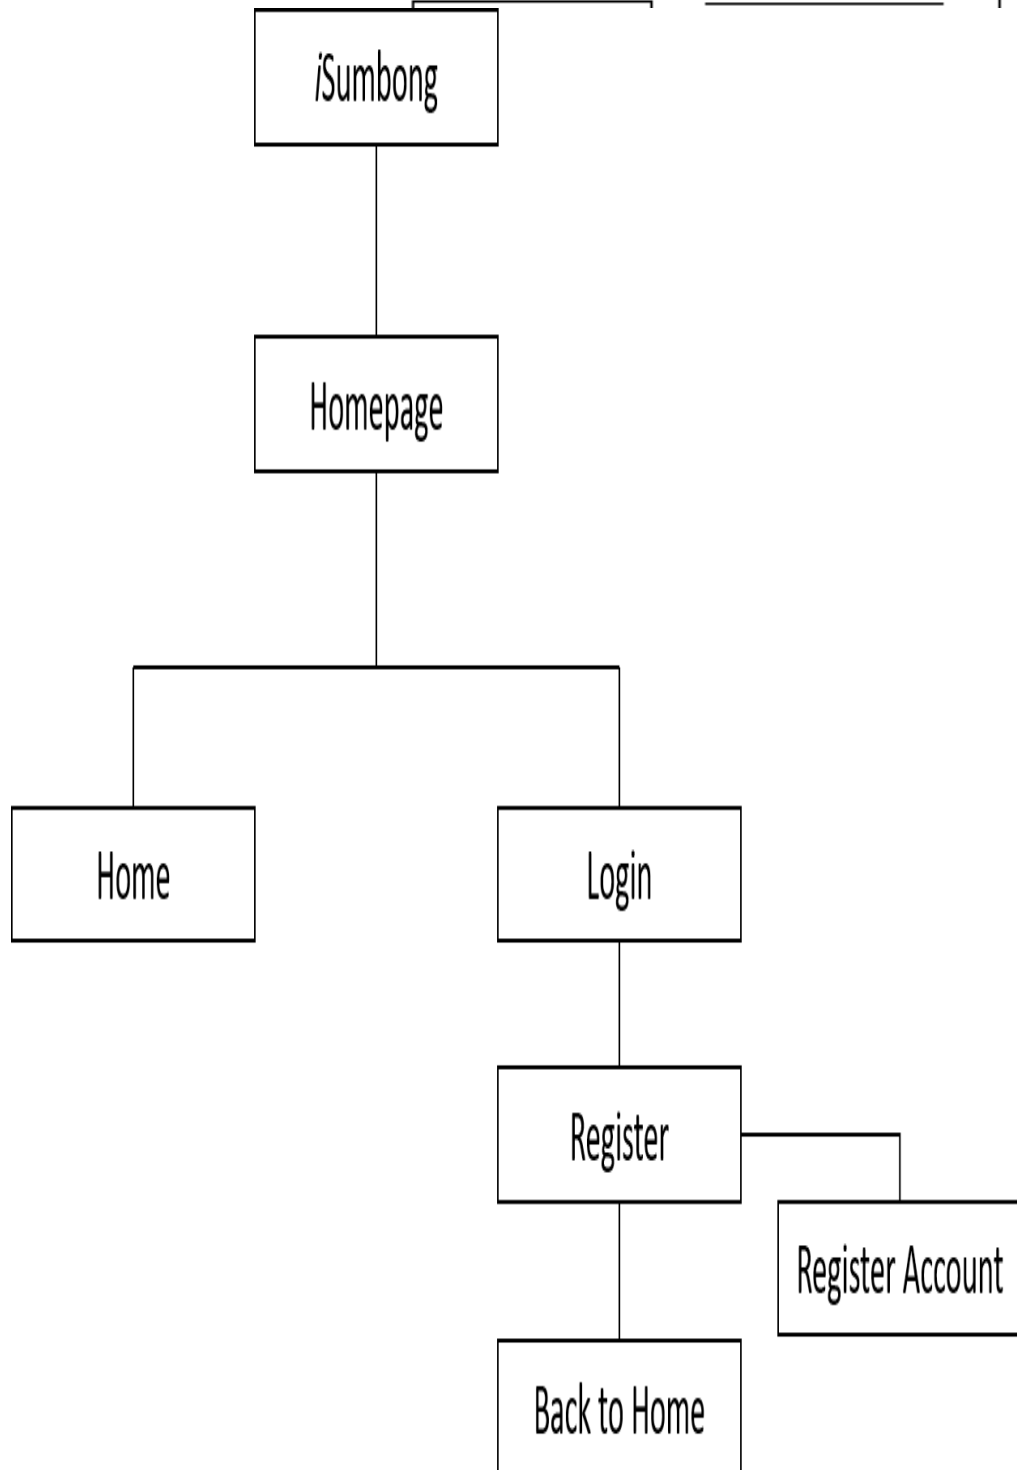 iSumbong
Homepage
Home
Login
Register
Register Account
Back to Home